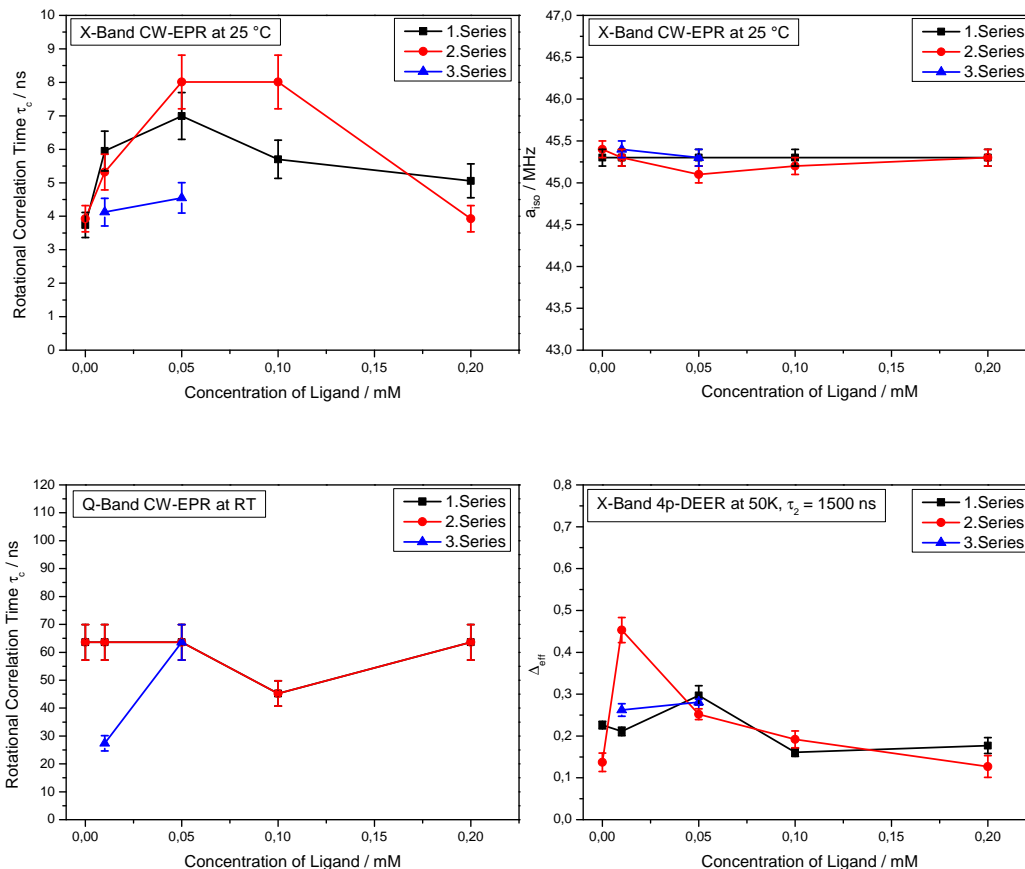 X-Band CW-EPR at 25 °C
1.Series
2.Series
3.Series
Rotational Correlation Time τc / ns
10
9
8
7
6
5
4
3
2
1
0
0,00 0,05 0,10 0,15 0,20
Concentration of Ligand / mM
X-Band CW-EPR at 25 °C
1.Series
2.Series
3.Series
aiso / MHz
47,0
46,5
46,0
45,5
45,0
44,5
44,0
43,5
43,0
0,00 0,05 0,10 0,15 0,20
Concentration of Ligand / mM
Q-Band CW-EPR at RT
1.Series
2.Series
3.Series
Rotational Correlation Time τc / ns
120
110
100
90
80
70
60
50
40
30
20
10
0
0,00 0,05 0,10 0,15 0,20
Concentration of Ligand / mM
X-Band 4p-DEER at 50K, τ2 = 1500 ns
1.Series
2.Series
3.Series
Δeff
0,8
0,7
0,6
0,5
0,4
0,3
0,2
0,1
0,0
0,00 0,05 0,10 0,15 0,20
Concentration of Ligand / mM